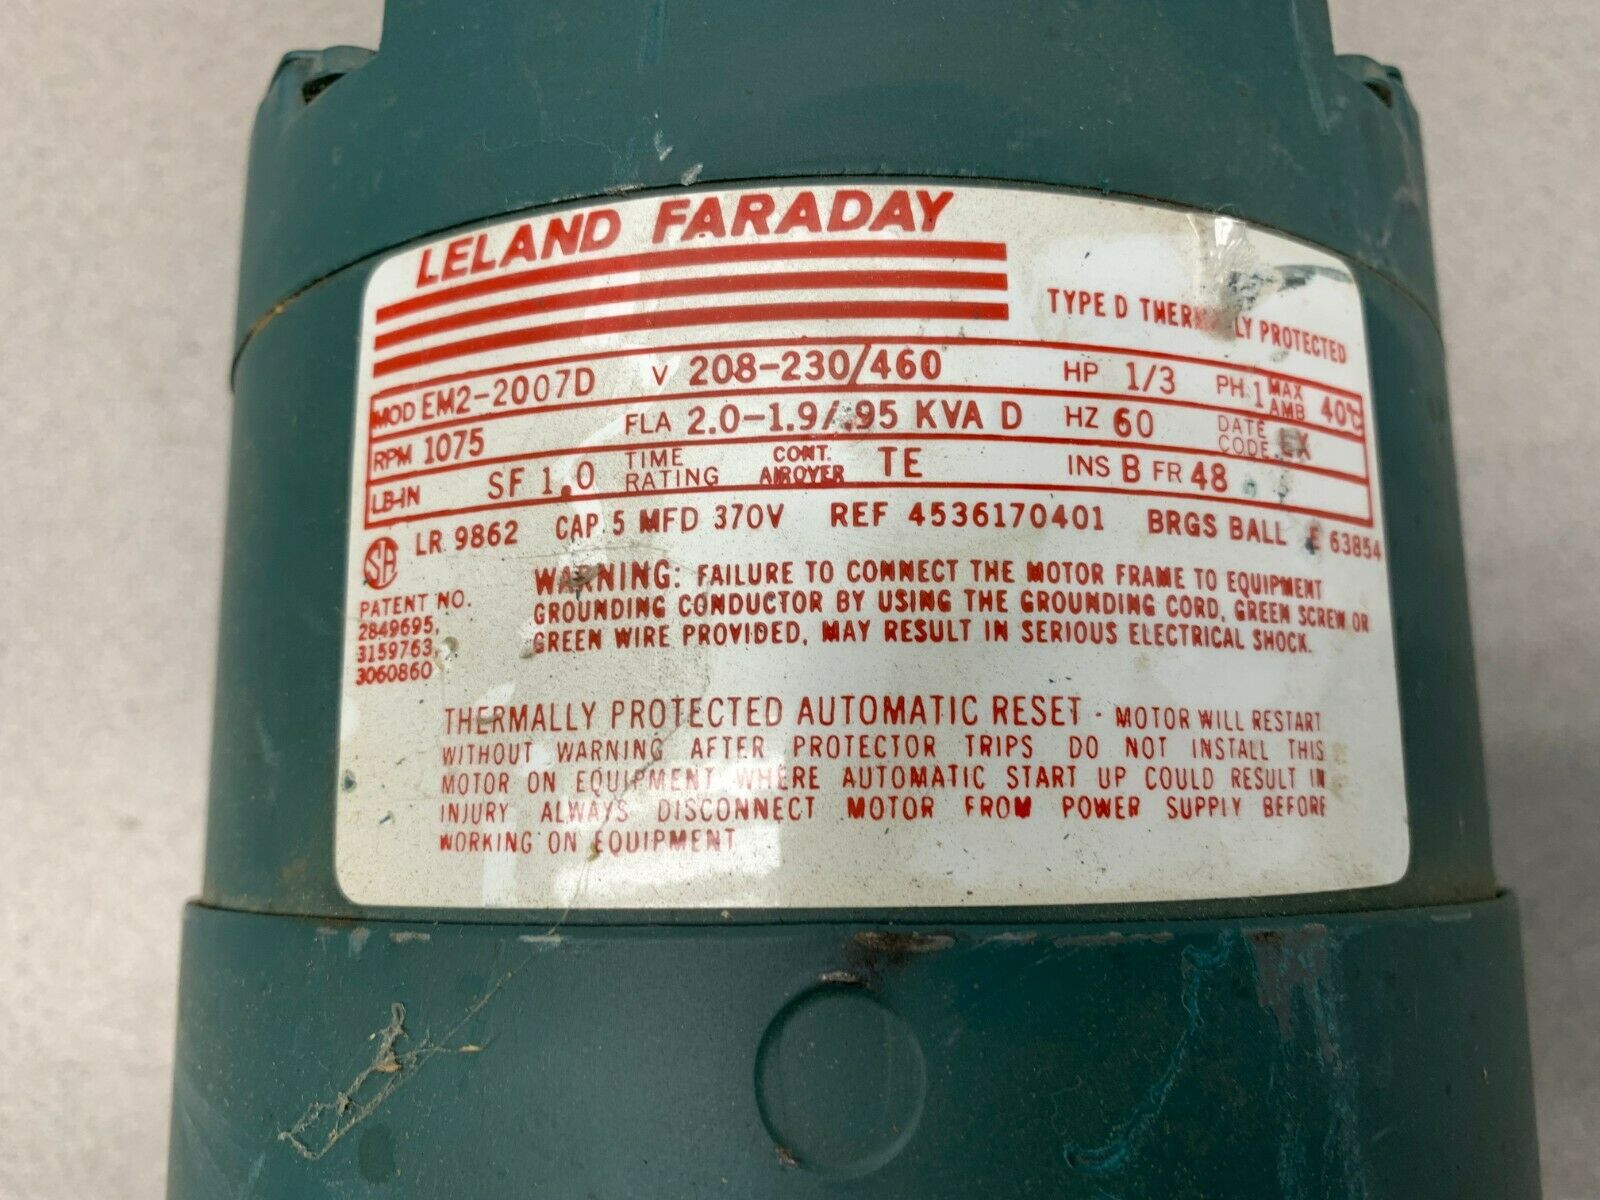 LELAND FARADAY
TYPE D THERMALLY PROTECTED
MOD EM2-2007D V 208-230/460 HP 1/3 PH 1 MAX AMB 40°C
RPM 1075 FLA 2.0-1.9/.95 KVA D HZ 60 DATE CODE EX
LB-IN SF 1.0 TIME RATING CONT. AIROVER TE INS B FR 48
SA LR 9862 CAP. 5 MFD 370V REF 4536170401 BRGS BALL E 63854
PATENT NO.
2849695,
3159763,
3060860
WARNING: FAILURE TO CONNECT THE MOTOR FRAME TO EQUIPMENT
GROUNDING CONDUCTOR BY USING THE GROUNDING CORD, GREEN SCREW OR
GREEN WIRE PROVIDED, MAY RESULT IN SERIOUS ELECTRICAL SHOCK.
THERMALLY PROTECTED AUTOMATIC RESET - MOTOR WILL RESTART
WITHOUT WARNING AFTER PROTECTOR TRIPS DO NOT INSTALL THIS
MOTOR ON EQUIPMENT WHERE AUTOMATIC START UP COULD RESULT IN
INJURY ALWAYS DISCONNECT MOTOR FROM POWER SUPPLY BEFORE
WORKING ON EQUIPMENT